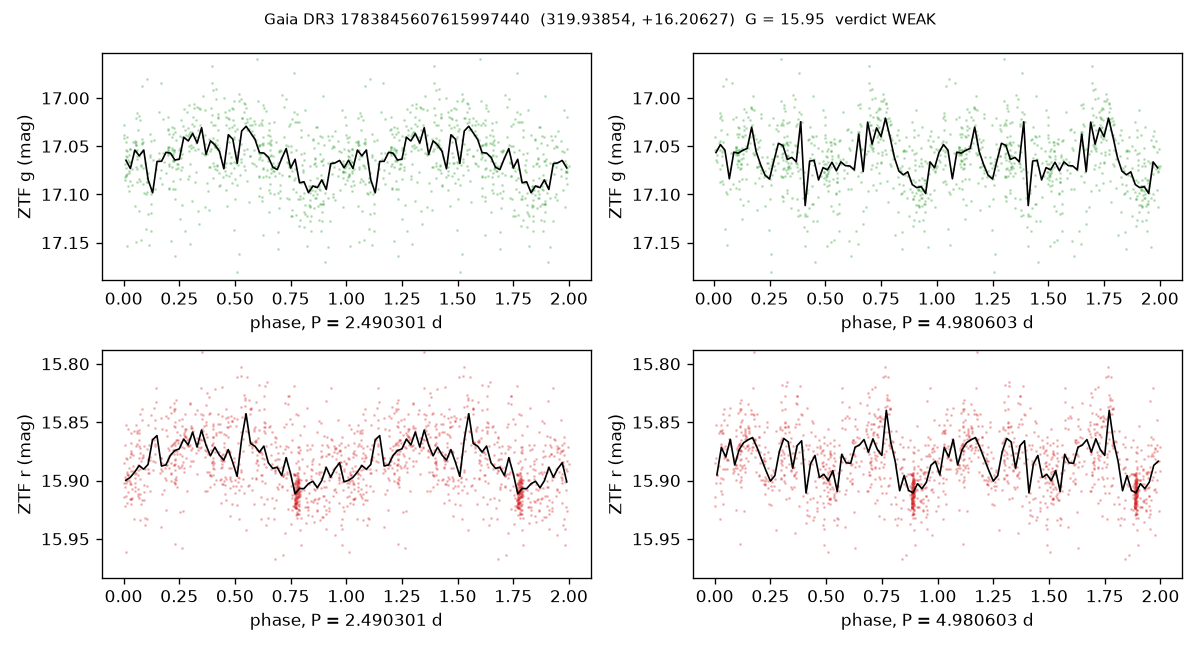 Gaia DR3 1783845607615997440 (319.93854, +16.20627) G = 15.95 verdict WEAK
ZTF g (mag)
17.00
17.05
17.10
17.15
0.00 0.25 0.50 0.75 1.00 1.25 1.50 1.75 2.00
phase, P = 2.490301 d
ZTF g (mag)
17.00
17.05
17.10
17.15
0.00 0.25 0.50 0.75 1.00 1.25 1.50 1.75 2.00
phase, P = 4.980603 d
ZTF r (mag)
15.80
15.85
15.90
15.95
0.00 0.25 0.50 0.75 1.00 1.25 1.50 1.75 2.00
phase, P = 2.490301 d
ZTF r (mag)
15.80
15.85
15.90
15.95
0.00 0.25 0.50 0.75 1.00 1.25 1.50 1.75 2.00
phase, P = 4.980603 d